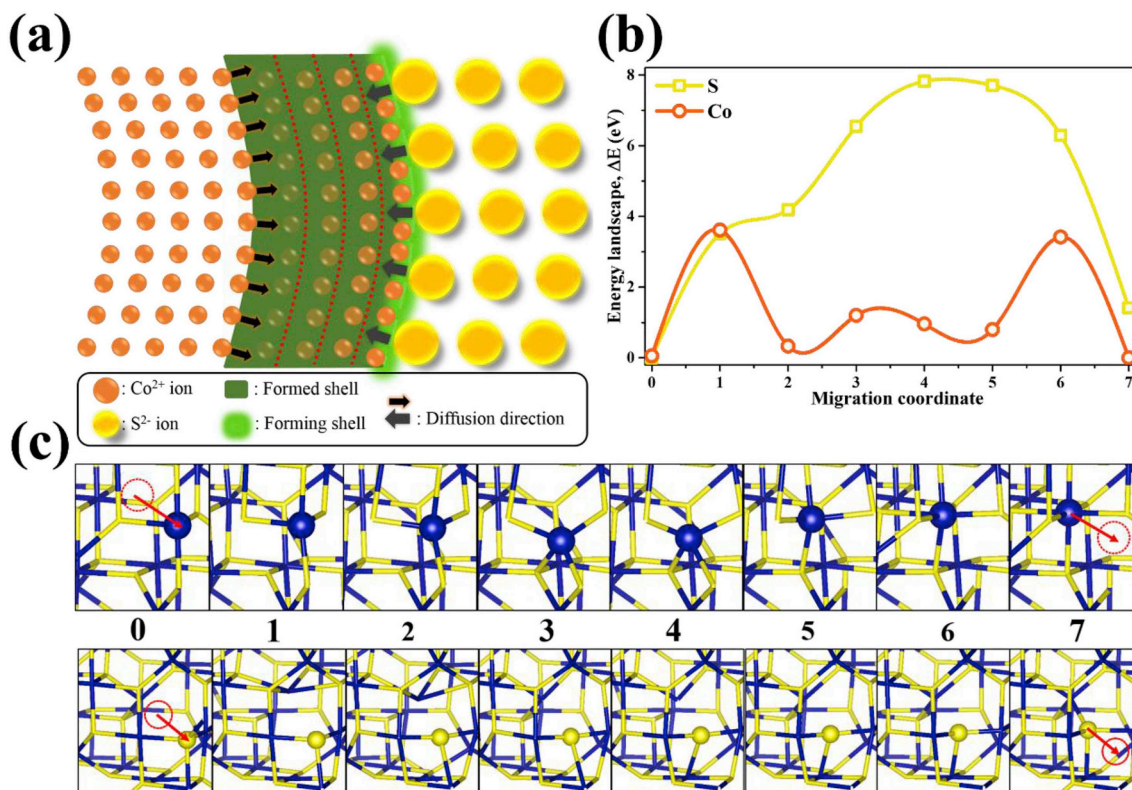 (a)
: Co²⁺ ion
: Formed shell
: S²⁻ ion
: Forming shell
: Diffusion direction
(b)
S
Co
Energy landscape, ΔE (eV)
8
6
4
2
0
0 1 2 3 4 5 6 7
Migration coordinate
(c)
0 1 2 3 4 5 6 7